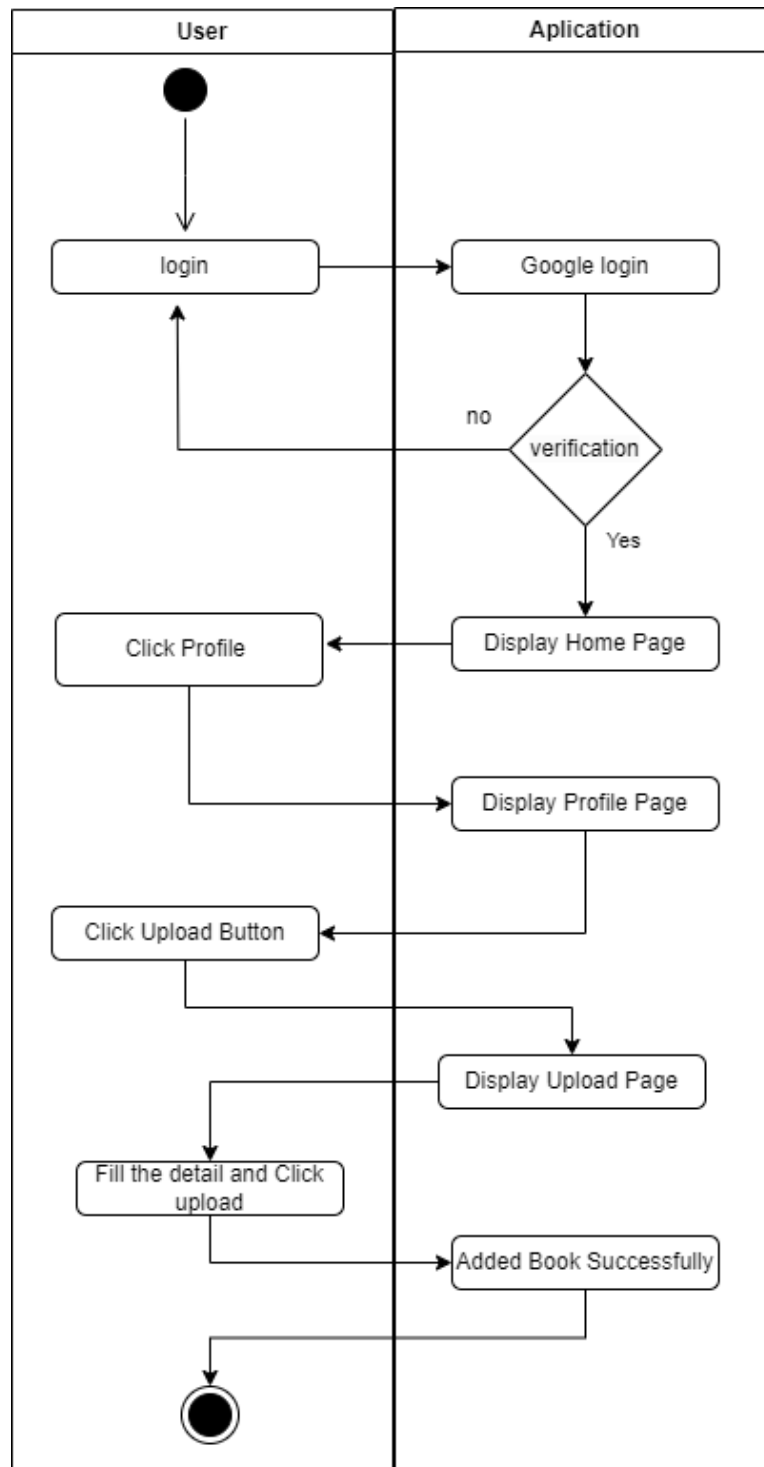 User
Aplication
login
Google login
no
verification
Yes
Click Profile
Display Home Page
Display Profile Page
Click Upload Button
Display Upload Page
Fill the detail and Click
upload
Added Book Successfully